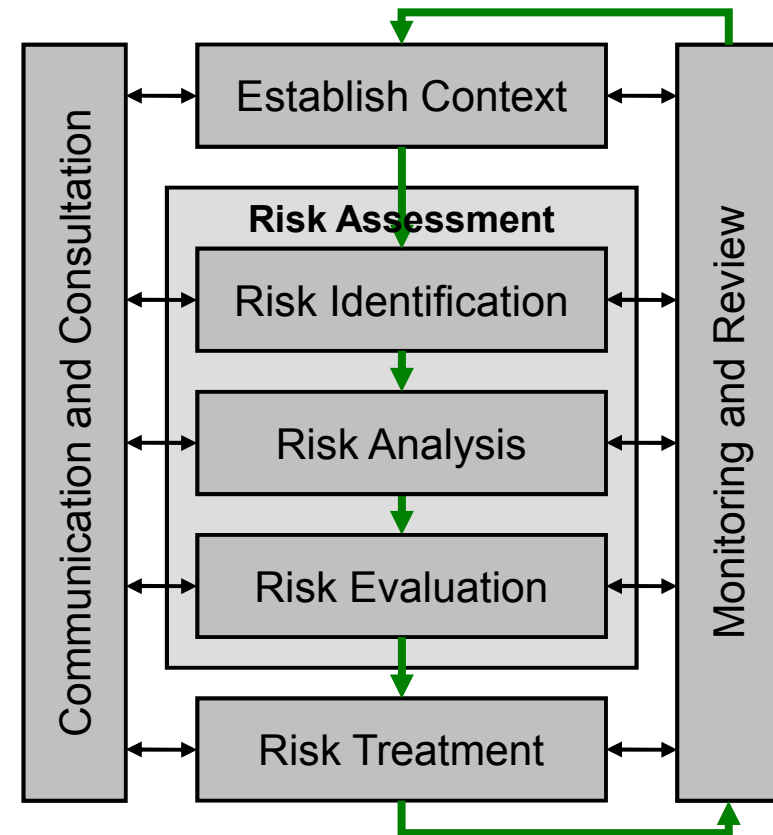 Communication and Consultation
Establish Context
Risk Assessment
Risk Identification
Risk Analysis
Risk Evaluation
Risk Treatment
Monitoring and Review